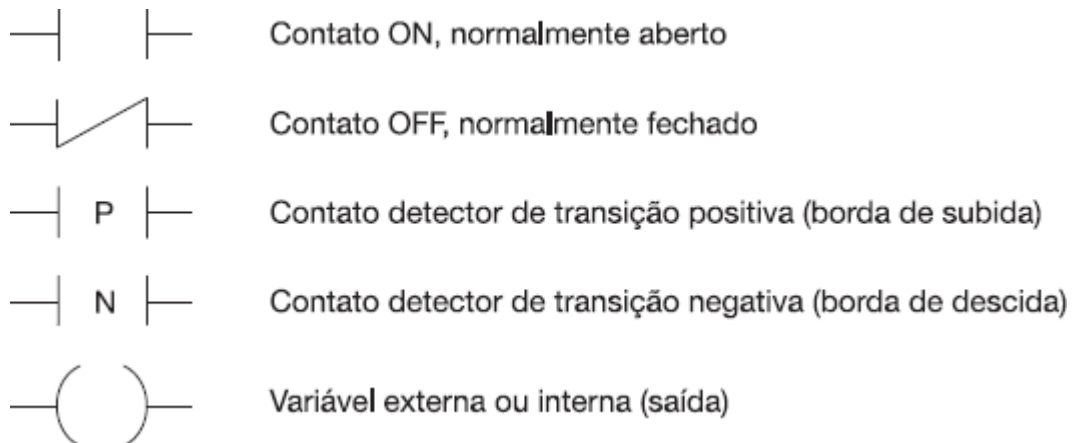 Contato ON, normalmente aberto
Contato OFF, normalmente fechado
P Contato detector de transição positiva (borda de subida)
N Contato detector de transição negativa (borda de descida)
Variável externa ou interna (saída)